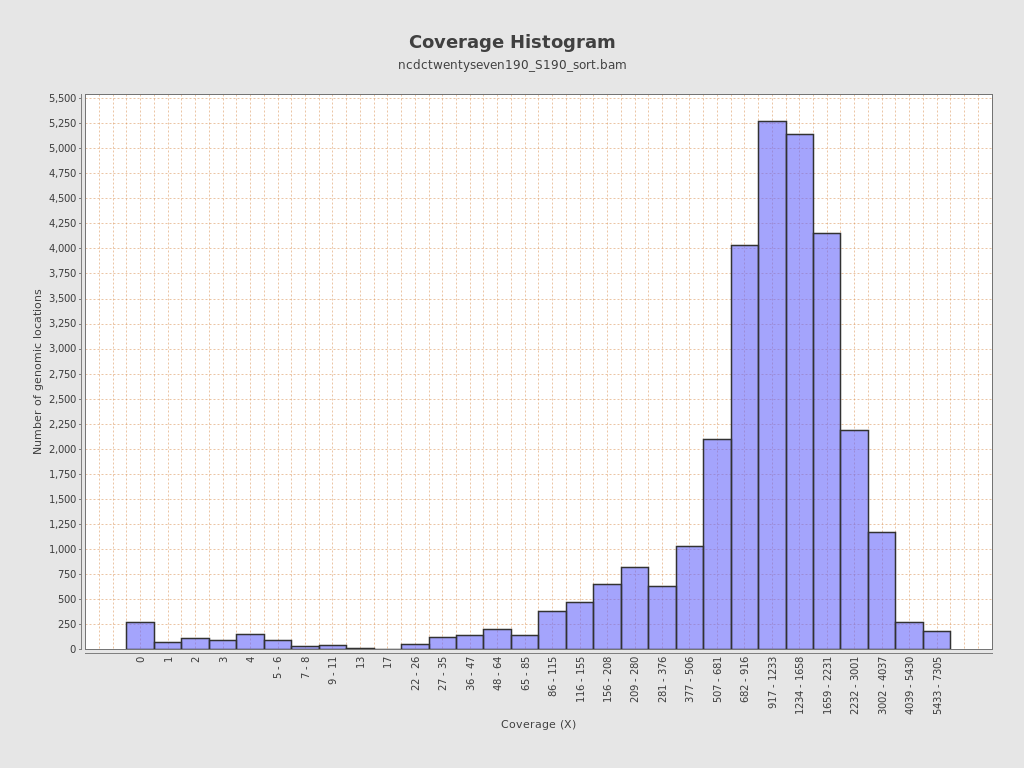 Coverage Histogram
ncdctwentyseven190_S190_sort.bam
5,500
5,250
5,000
4,750
4,500
4,250
4,000
3,750
3,500
3,250
3,000
2,750
2,500
2,250
2,000
1,750
1,500
1,250
1,000
750
500
250
0
Number of genomic locations
0
1
2
3
4
5 - 6
7 - 8
9 - 11
13
17
22 - 26
27 - 35
36 - 47
48 - 64
65 - 85
86 - 115
116 - 155
156 - 208
209 - 280
281 - 376
377 - 506
507 - 681
682 - 916
917 - 1233
1234 - 1658
1659 - 2231
2232 - 3001
3002 - 4037
4039 - 5430
5433 - 7305
Coverage (X)